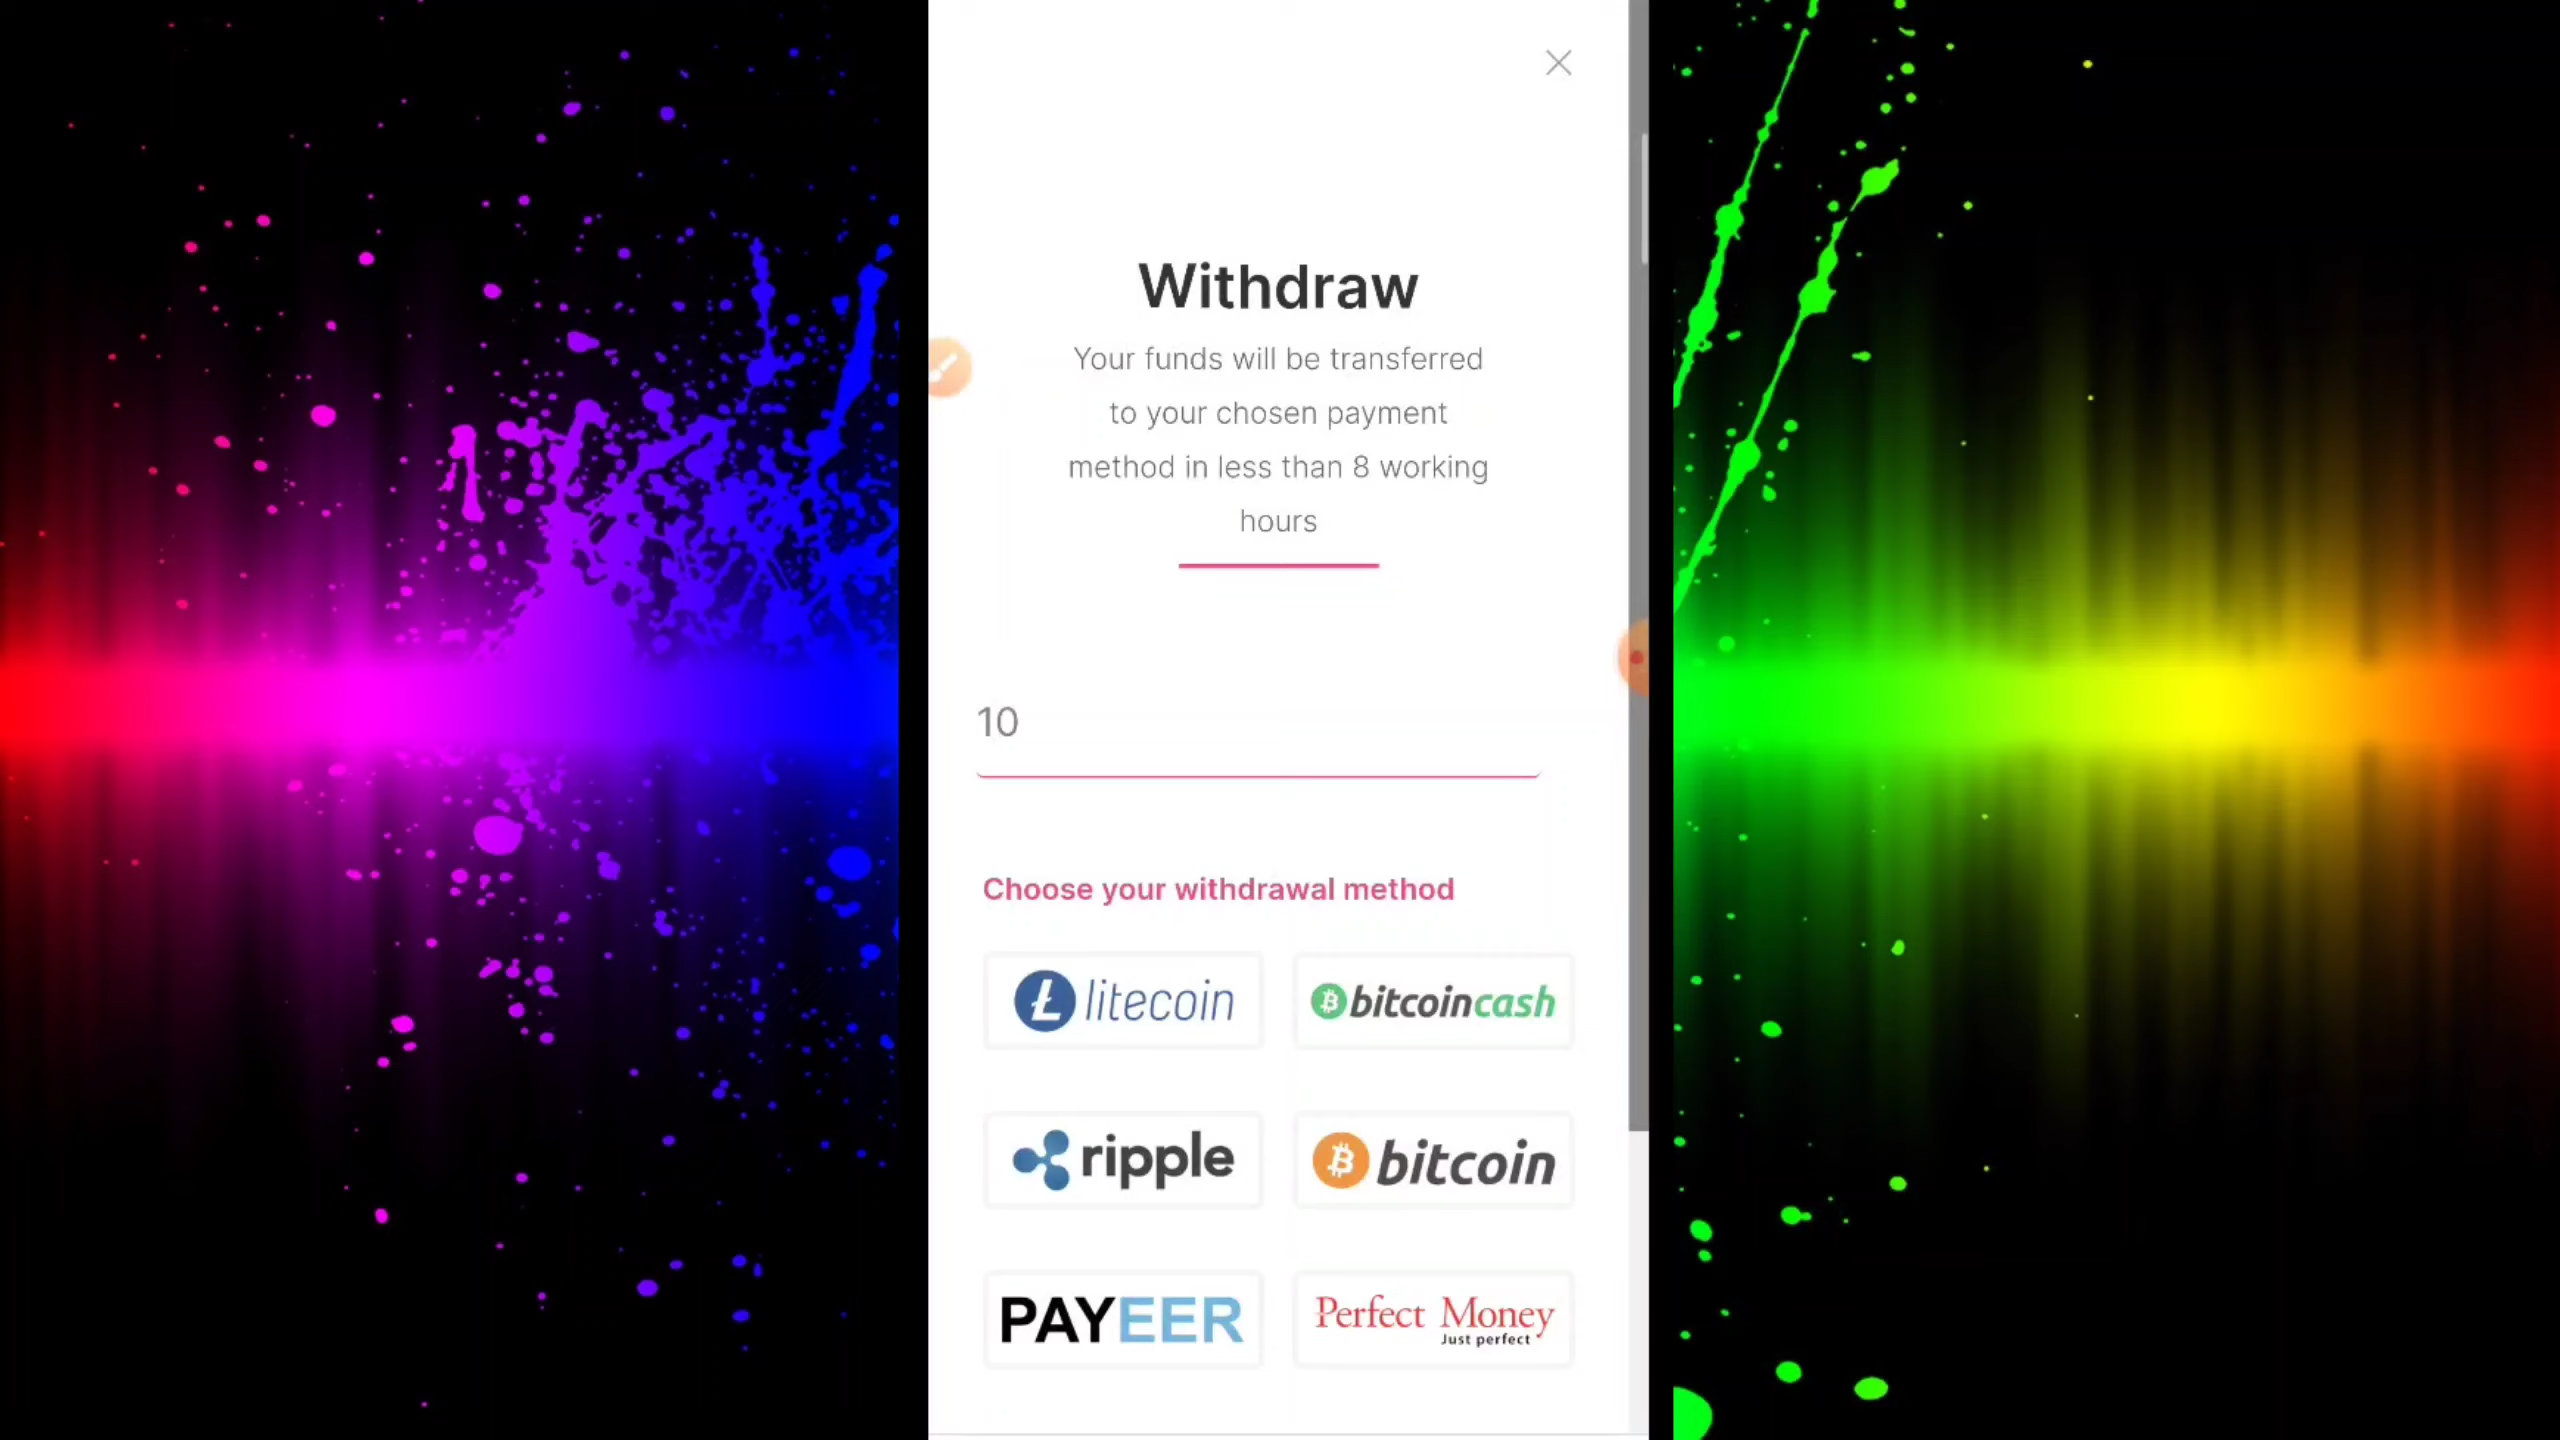 Withdraw
Your funds will be transferred
to your chosen payment
method in less than 8 working
hours
10
Choose your withdrawal method
litecoin
bitcoincash
ripple
bitcoin
PAYEER
Perfect Money
Just perfect